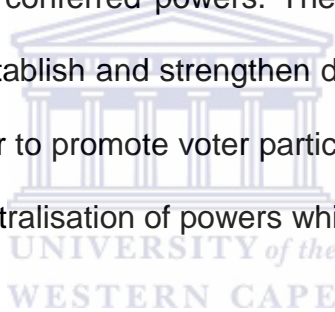 conferred powers. The
tablish and strengthen d
r to promote voter partic
tralisation of powers whi
UNIVERSITY of the
WESTERN CAPE